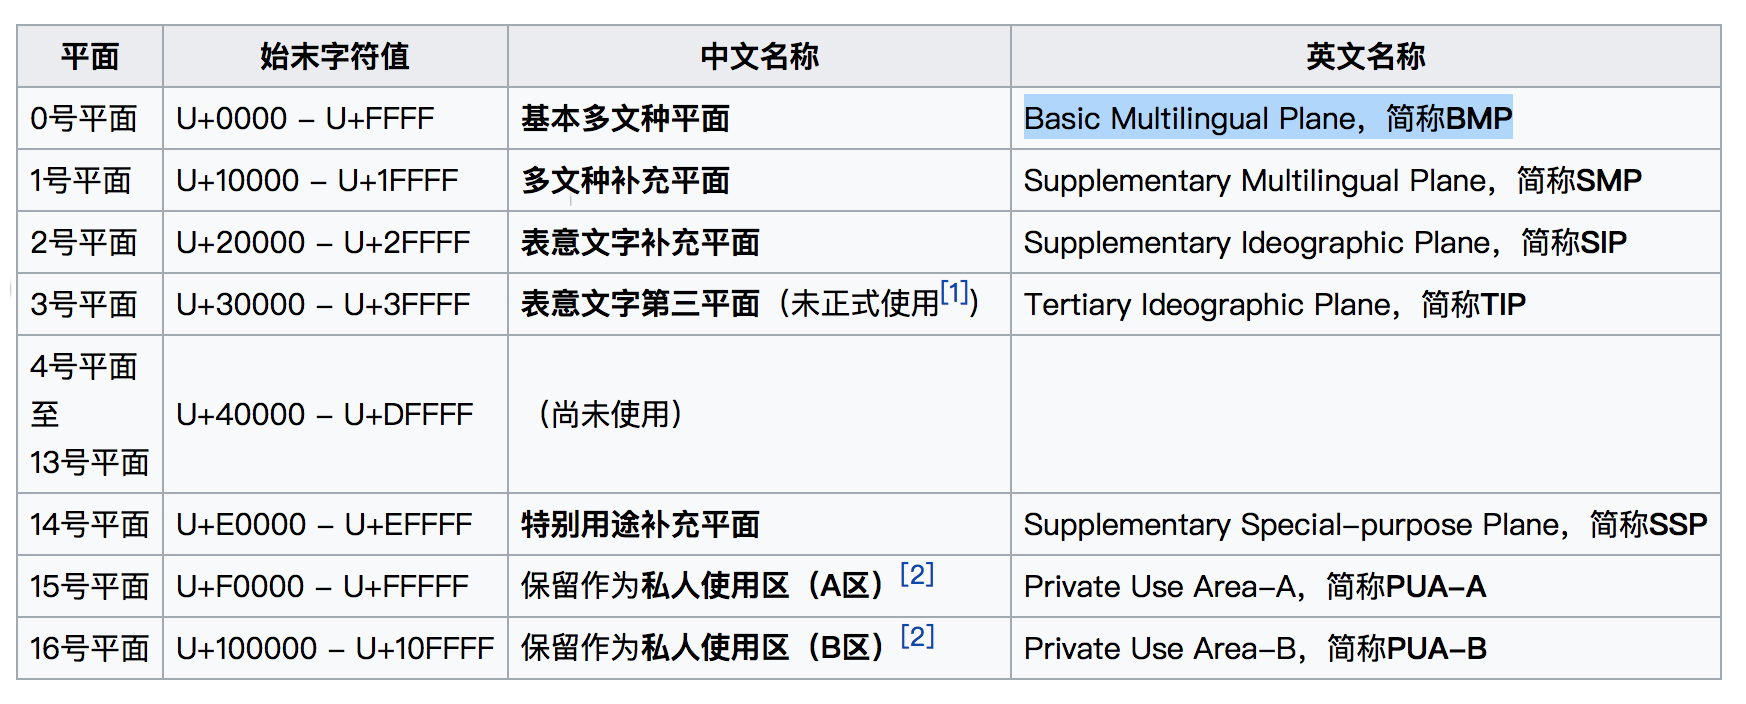 平面 始末字符值 中文名称 英文名称
0号平面 U+0000 – U+FFFF 基本多文种平面 Basic Multilingual Plane，简称BMP
1号平面 U+10000 – U+1FFFF 多文种补充平面 Supplementary Multilingual Plane，简称SMP
2号平面 U+20000 – U+2FFFF 表意文字补充平面 Supplementary Ideographic Plane，简称SIP
3号平面 U+30000 – U+3FFFF 表意文字第三平面（未正式使用[1]） Tertiary Ideographic Plane，简称TIP
4号平面
至
13号平面 U+40000 – U+DFFFF （尚未使用）
14号平面 U+E0000 – U+EFFFF 特别用途补充平面 Supplementary Special-purpose Plane，简称SSP
15号平面 U+F0000 – U+FFFFF 保留作为私人使用区（A区）[2] Private Use Area-A，简称PUA-A
16号平面 U+100000 – U+10FFFF 保留作为私人使用区（B区）[2] Private Use Area-B，简称PUA-B